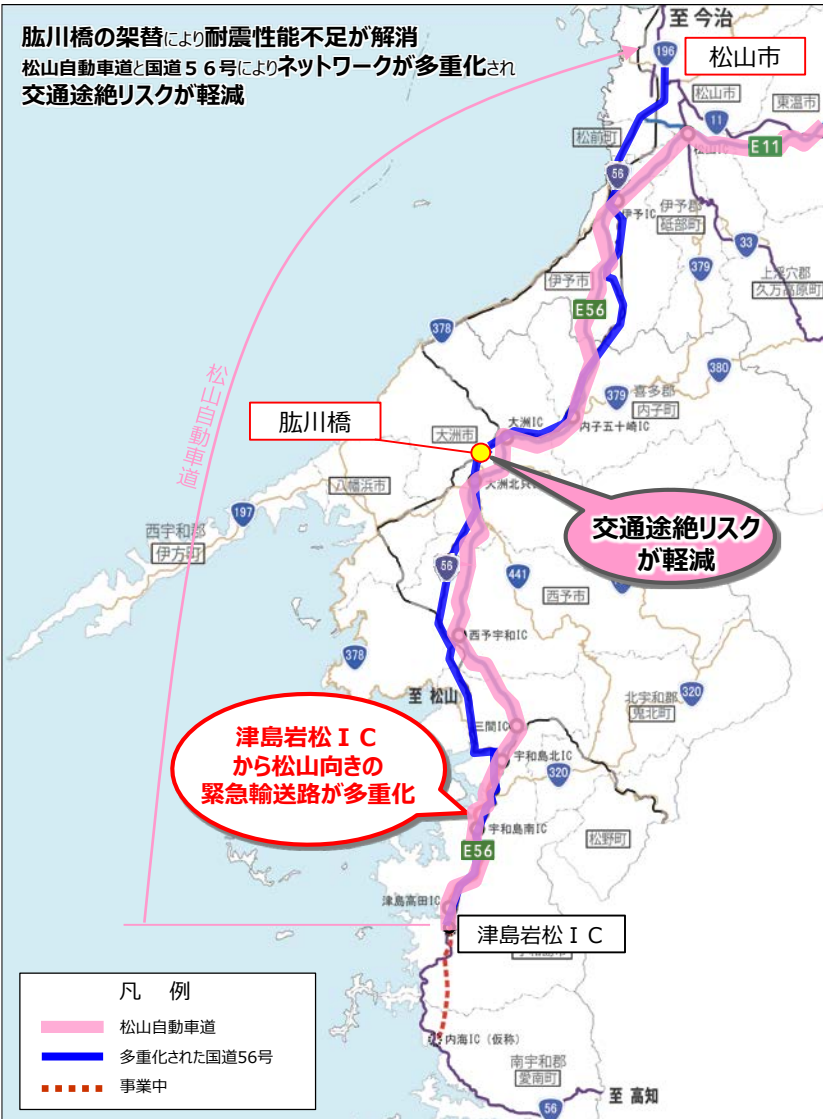 肱川橋の架替により耐震性能不足が解消
松山自動車道と国道５６号によりネットワークが多重化され
交通途絶リスクが軽減
至 今治
196
松山市
松山市
東温市
11
松前町
松山IC
E11
56
伊予IC
伊予郡
砥部町
33
379
上浮穴郡
久万高原町
伊予市
E56
378
380
松山自動車道
379
喜多郡
内子町
肱川橋
大洲市
大洲IC
内子五十崎IC
八幡浜市
交通途絶リスク
が軽減
西宇和郡
伊方町
197
56
441
西予市
西予宇和IC
378
至 松山
北宇和郡
鬼北町
320
三間IC
津島岩松ＩＣ
から松山向きの
緊急輸送路が多重化
宇和島北IC
320
宇和島南IC
松野町
E56
津島高田IC
津島岩松ＩＣ
凡 例
松山自動車道
多重化された国道56号
事業中
内海IC（仮称）
南宇和郡
愛南町
至 高知
56